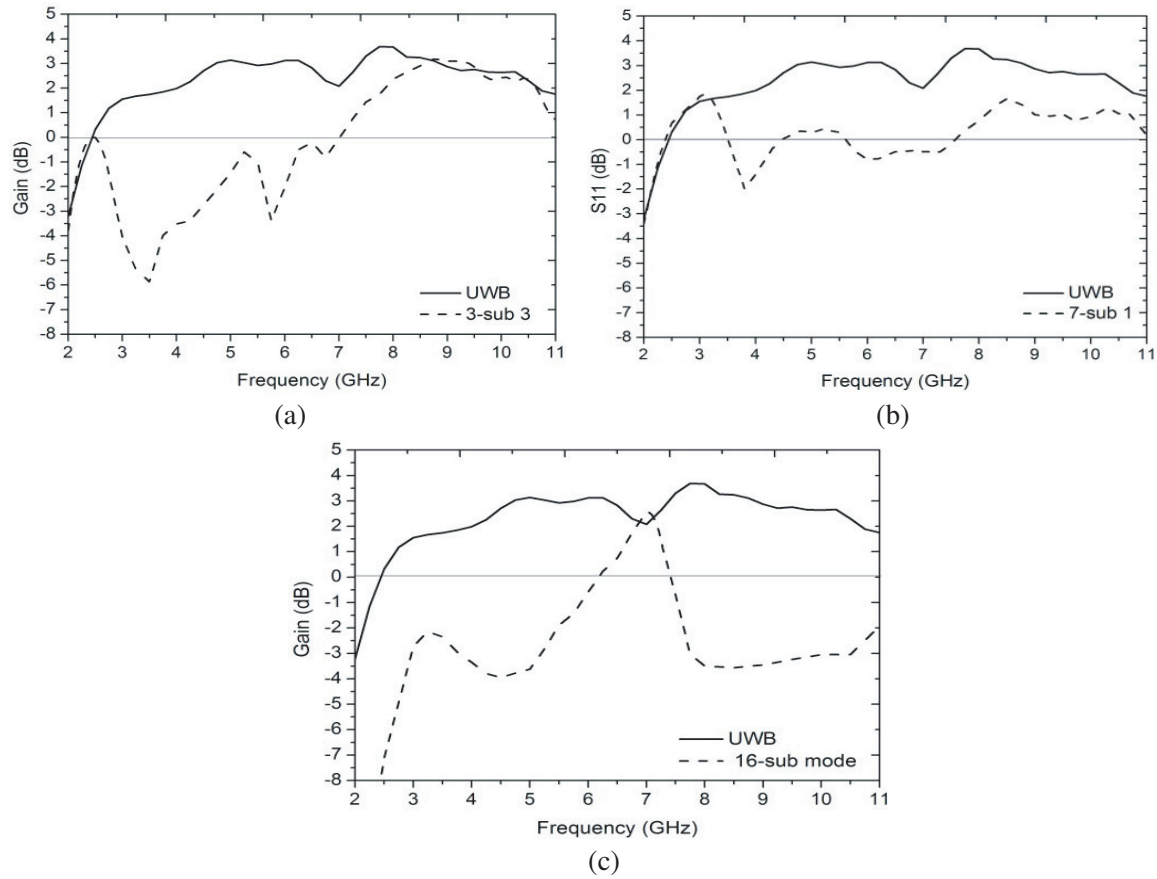 5
4
3
2
1
0
-1
-2
-3
-4
-5
-6
-7
-8
Gain (dB)
UWB
3-sub 3
2 3 4 5 6 7 8 9 10 11
Frequency (GHz)
(a)
5
4
3
2
1
0
-1
-2
-3
-4
-5
-6
-7
-8
S11 (dB)
UWB
7-sub 1
2 3 4 5 6 7 8 9 10 11
Frequency (GHz)
(b)
5
4
3
2
1
0
-1
-2
-3
-4
-5
-6
-7
-8
Gain (dB)
UWB
16-sub mode
2 3 4 5 6 7 8 9 10 11
Frequency (GHz)
(c)